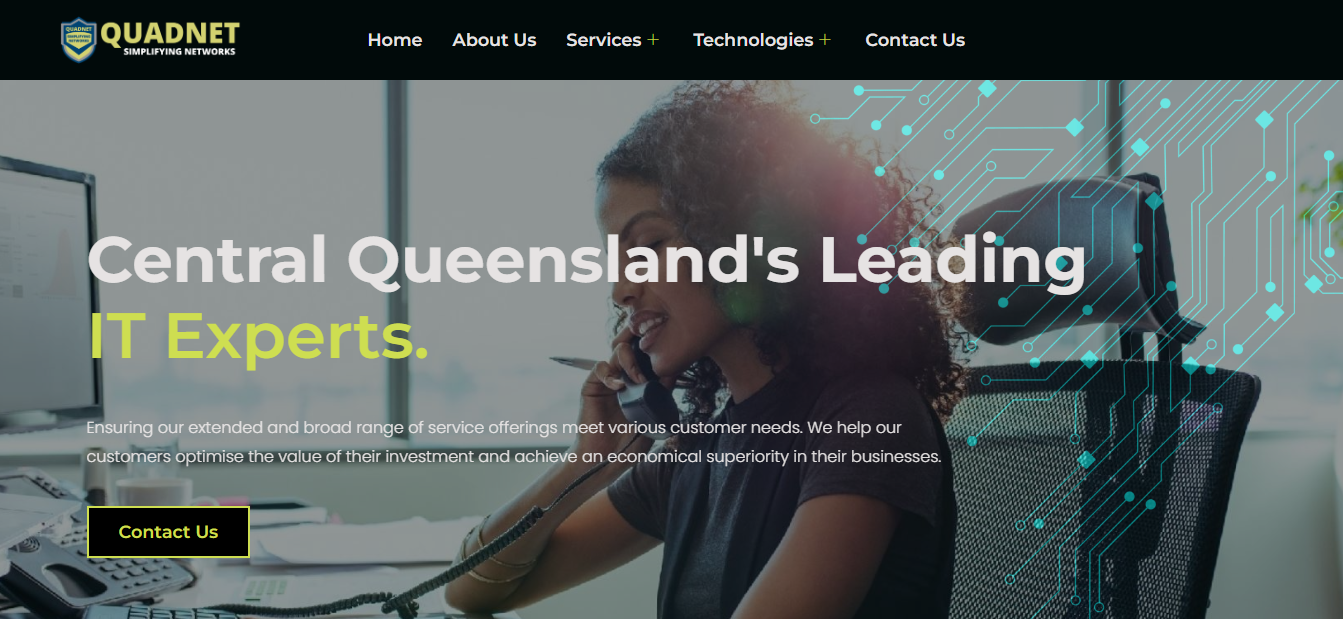 QUADNET
SIMPLIFYING NETWORKS
Home
About Us
Services +
Technologies +
Contact Us
Central Queensland's Leading
IT Experts.
Ensuring our extended and broad range of service offerings meet various customer needs. We help our
customers optimise the value of their investment and achieve an economical superiority in their businesses.
Contact Us